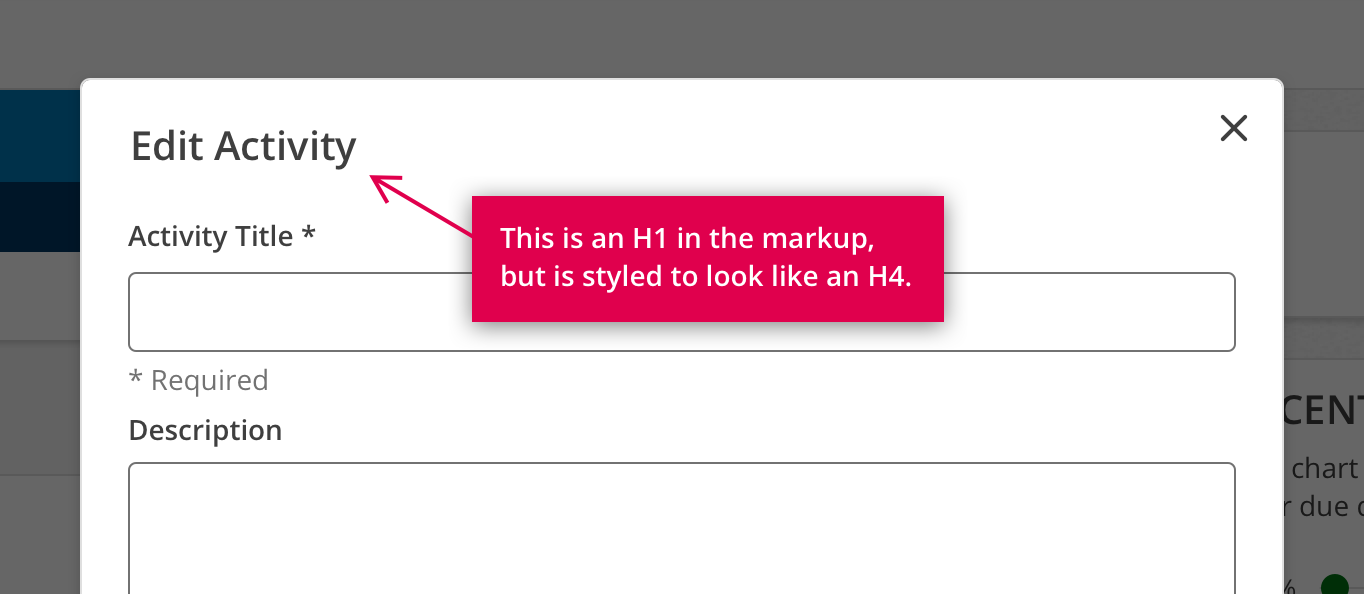 Edit Activity
Activity Title *
This is an H1 in the markup,
but is styled to look like an H4.
* Required
Description
chart
due
%